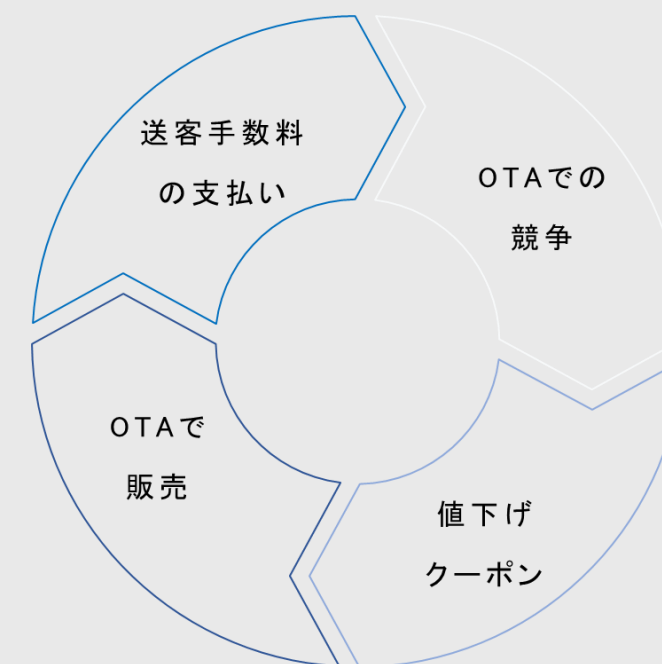 送客手数料
の支払い
OTAでの
競争
値下げ
クーポン
OTAで
販売